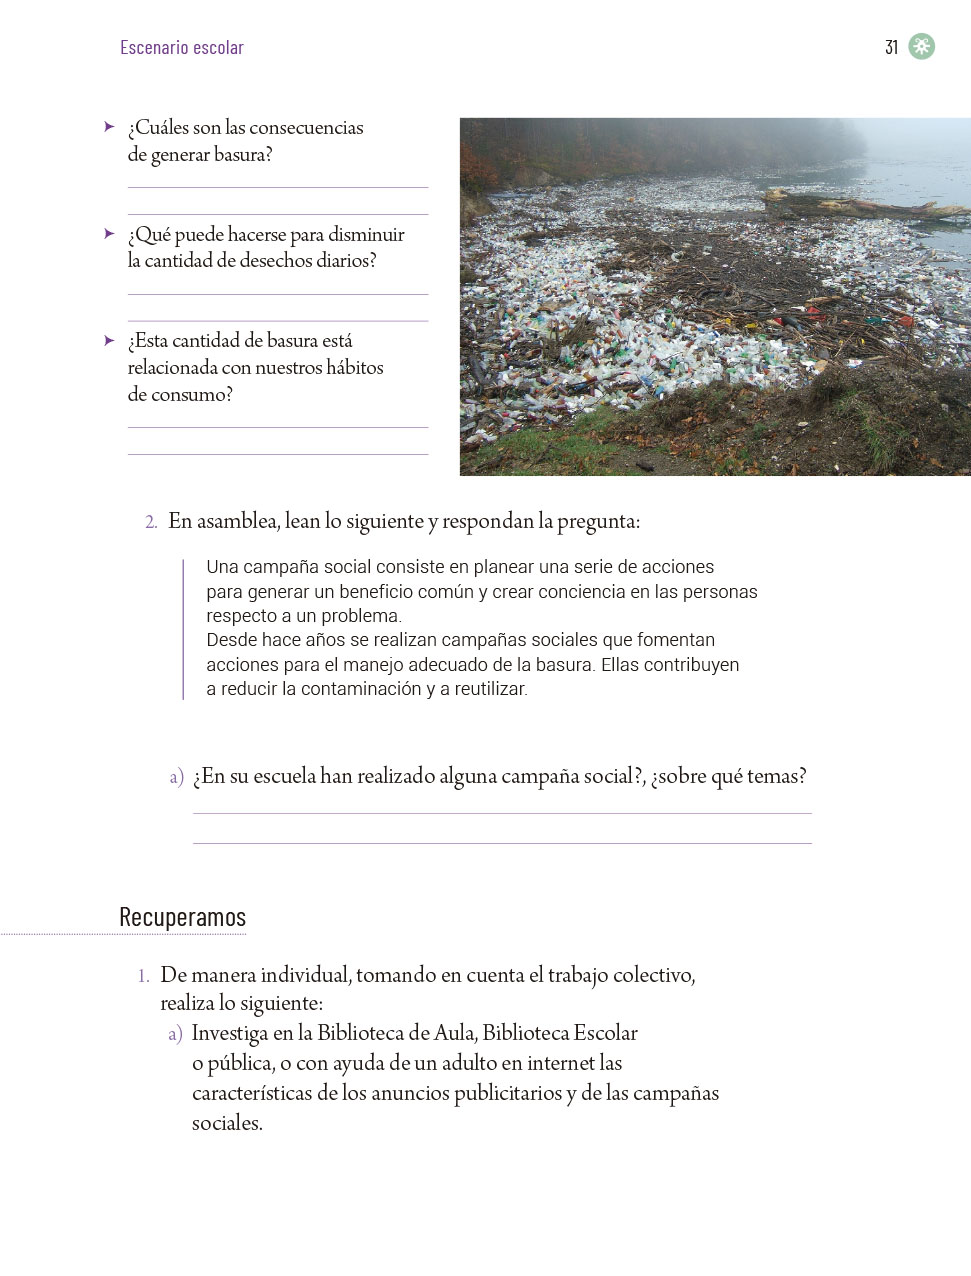 Escenario escolar
31
➤ ¿Cuáles son las consecuencias
de generar basura?
➤ ¿Qué puede hacerse para disminuir
la cantidad de desechos diarios?
➤ ¿Esta cantidad de basura está
relacionada con nuestros hábitos
de consumo?
2. En asamblea, lean lo siguiente y respondan la pregunta:
Una campaña social consiste en planear una serie de acciones
para generar un beneficio común y crear conciencia en las personas
respecto a un problema.
Desde hace años se realizan campañas sociales que fomentan
acciones para el manejo adecuado de la basura. Ellas contribuyen
a reducir la contaminación y a reutilizar.
a) ¿En su escuela han realizado alguna campaña social?, ¿sobre qué temas?
Recuperamos
1. De manera individual, tomando en cuenta el trabajo colectivo,
realiza lo siguiente:
a) Investiga en la Biblioteca de Aula, Biblioteca Escolar
o pública, o con ayuda de un adulto en internet las
características de los anuncios publicitarios y de las campañas
sociales.